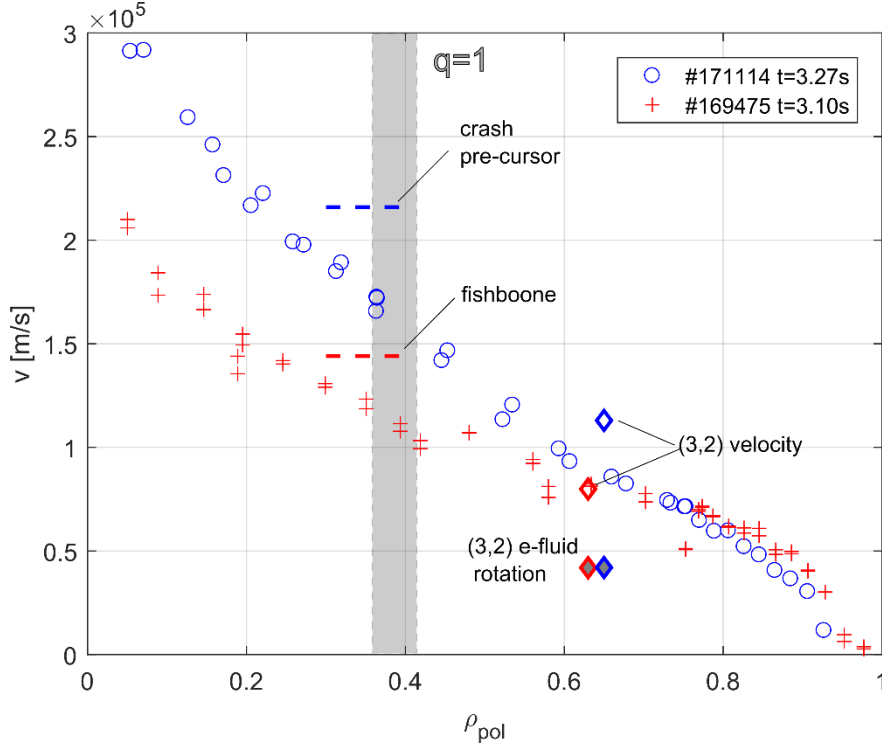 ×10⁵
3
2.5
2
1.5
1
0.5
0
v [m/s]
q=1
#171114 t=3.27s
#169475 t=3.10s
crash
pre-cursor
fishboone
(3,2) velocity
(3,2) e-fluid
rotation
0
0.2
0.4
0.6
0.8
1
ρpol